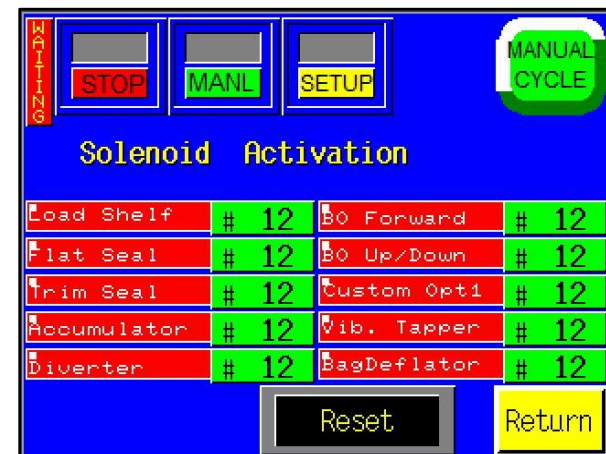 WAITING
STOP MANL SETUP
MANUAL CYCLE
Solenoid Activation
Load Shelf # 12 BO Forward # 12
Flat Seal # 12 BO Up/Down # 12
Trim Seal # 12 Custom Opt1 # 12
Accumulator # 12 Vib. Tapper # 12
Diverter # 12 BagDeflator # 12
Reset Return